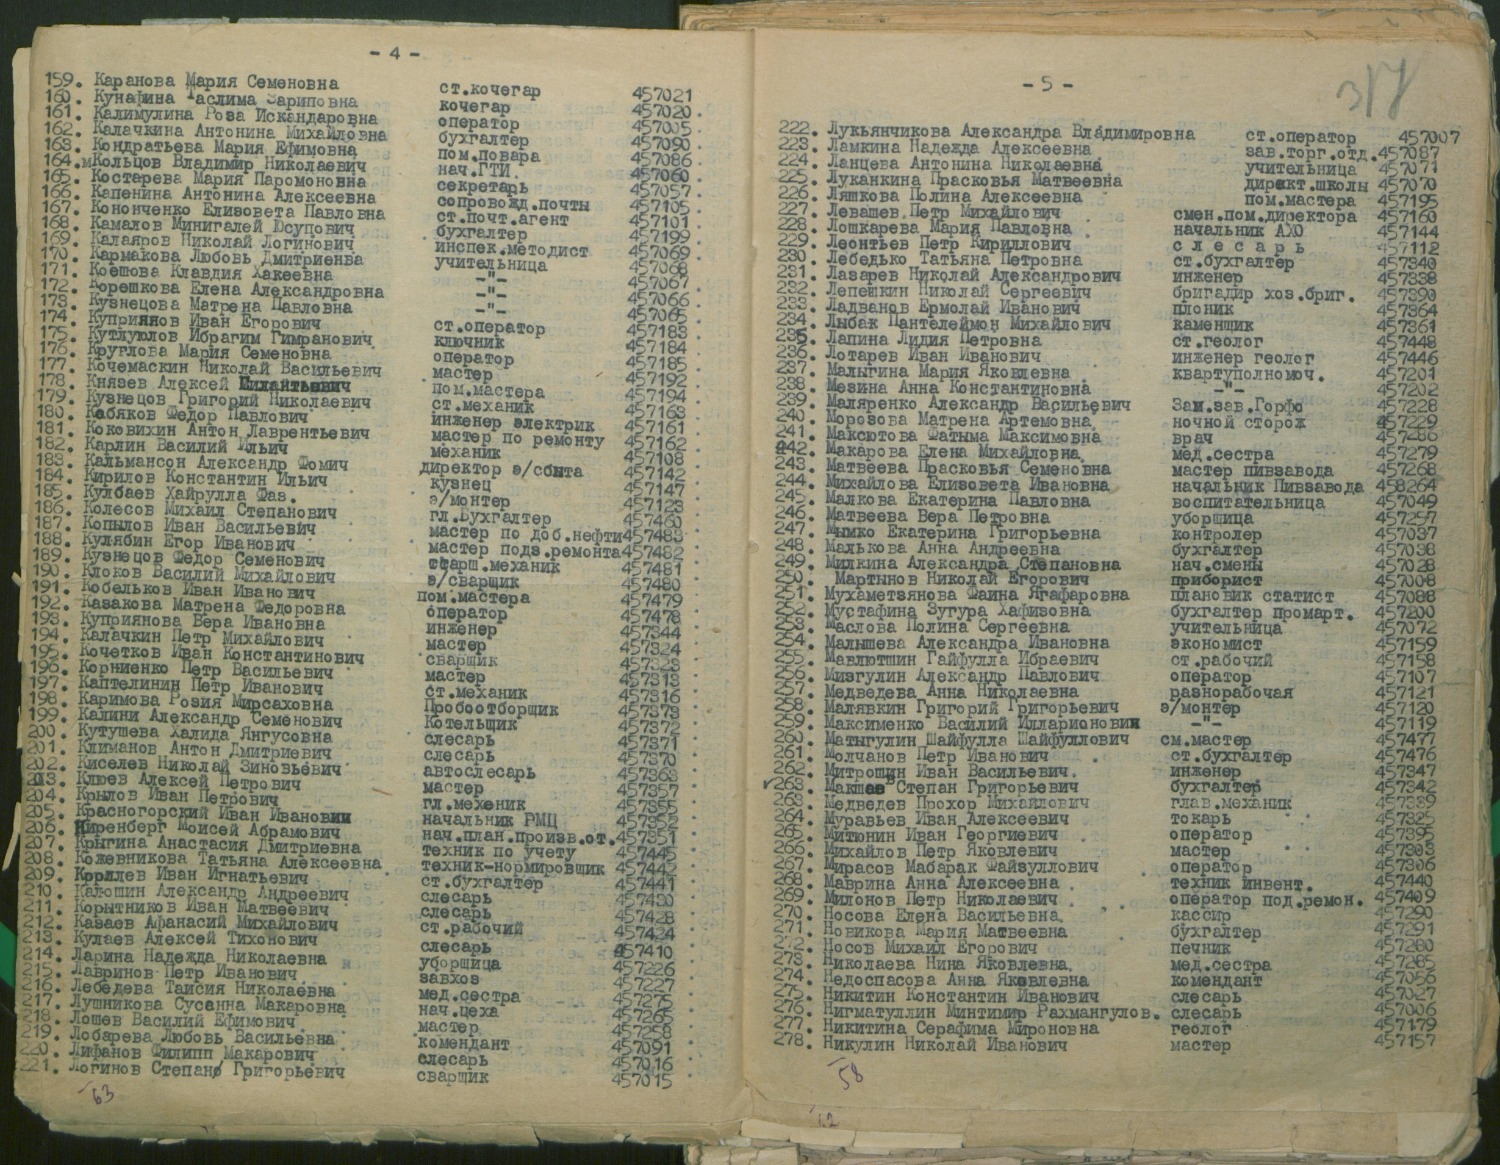 - 4 -
159. Каранова Мария Семеновна ст.кочегар 457021
160. Кунафина Таслима Зариповна кочегар 457020.
161. Калимулина Роза Искандаровна оператор 457005
162. Калачкина Антонина Михайловна бухгалтер 457090.
163. Кондратьева Мария Ефимовна пом.повара 457086
164. Кольцов Владимир Николаевич нач.ГТИ. 457060
165. Костарева Мария Паромоновна секретарь 457057
166. Капенина Антонина Алексеевна сопровожд.почты 457105
167. Кононченко Елизовета Павловна ст.почт.агент 457101
168. Камалов Минигалей Юсупович бухгалтер 457199
169. Калаяров Николай Логинович инспек.методист 457069
170. Кармакова Любовь Дмитриенва учительница 457068
171. Коешова Клавдия Хакеевна -"- 457067
172. Корешкова Елена Александровна -"- 457066
173. Кузнецова Матрена Павловна -"- 457065
174. Куприянов Иван Егорович ст.оператор 457183
175. Кутлуюлов Ибрагим Гимранович ключник 457184
176. Круглова Мария Семеновна оператор 457185
177. Кочемаскин Николай Васильевич мастер 457192
178. Князев Алексей пом.мастера 457194
179. Кузнецов Григорий Николаевич ст.механик 457163
180. Кабяков Федор Павлович инженер электрик 457161
181. Коковихин Антон Лаврентьевич мастер по ремонту 457162
182. Карлин Василий Ильич механик 457108
183. Кальмансон Александр Фомич директор э/сбыта 457142
184. Кирилов Константин Ильич кузнец 457147
185. Кулбаев Хайрулла Фаз. э/монтер 457123
186. Колесов Михаил Степанович гл.Бухгалтер 457460
187. Копылов Иван Васильевич мастер по доб.нефти 457483
188. Кулябин Егор Иванович мастер подз.ремонта 457482
189. Кузнецов Федор Семенович старш.механик 457481
190. Клоков Василий Михайлович э/сварщик 457480
191. Кобельков Иван Иванович пом.мастера 457479
192. Казакова Матрена Федоровна оператор 457478
193. Куприянова Вера Ивановна инженер 457344
194. Калачкин Петр Михайлович мастер 457324
195. Кочетков Иван Константинович сварщик 457323
196. Корниенко Петр Васильевич мастер 457313
197. Каптелинин Петр Иванович ст.механик 457316
198. Каримова Розия Мирсаховна Пробоотборщик 457373
199. Калини Александр Семенович Котельщик 457372
200. Кутушева Халида Янгусовна слесарь 457371
201. Климанов Антон Дмитриевич слесарь 457370
202. Киселев Николай Зиновьевич автослесарь 457363
203. Клюев Алексей Петрович мастер 457357
204. Крылов Иван Петрович гл.механик 457355
205. Красногорский Иван Иванович начальник РМЦ 457352
206. Киренберг Моисей Абрамович нач.план.произв.от. 457351
207. Крыгина Анастасия Дмитриевна техник по учету 457445
208. Кожевникова Татьяна Алексеевна техник-нормировщик 457442
209. Королев Иван Игнатьевич ст.бухгалтер 457441
210. Калошин Александр Андреевич слесарь 457430
211. Корытников Иван Матвеевич слесарь 457428
212. Казаев Афанасий Михайлович ст.рабочий 457424
213. Кулаев Алексей Тихонович слесарь 457410
214. Ларина Надежда Николаевна уборщица 457226
215. Лавринов Петр Иванович завхоз 457227
216. Лебедева Таисия Николаевна мед.сестра 457275
217. Лушникова Сусанна Макаровна нач.цеха 457265
218. Лошев Василий Ефимович мастер 457258
219. Лобарева Любовь Васильевна комендант 457091
220. Лифанов Филипп Макарович слесарь 457016
221. Логинов Степан Григорьевич сварщик 457015
63
- 5 -
317
222. Лукьянчикова Александра Владимировна ст.оператор 457007
223. Ламкина Надежда Алексеевна зав.торг.отд. 457087
224. Ланцева Антонина Николаевна учительница 457071
225. Луканкина Прасковья Матвеевна директ.школы 457070
226. Ляшкова Полина Алексеевна пом.мастера 457195
227. Левашев Петр Михайлович смен.пом.директора 457160
228. Лошкарева Мария Павловна начальник АХО 457144
229. Леонтьев Петр Кириллович слесарь 457112
230. Лебедько Татьяна Петровна ст.бухгалтер 457340
231. Лазарев Николай Александрович инженер 457338
232. Лепешкин Николай Сергеевич бригадир хоз.бриг. 457390
233. Ладванов Ермолай Иванович плоник 457364
234. Лыбак Пантелеймон Михайлович каменщик 457361
235. Лапина Лидия Петровна ст.геолог 457448
236. Лотарев Иван Иванович инженер геолог 457446
237. Малыгина Мария Яковлевна квартуполномоч. 457201
238. Мезина Анна Константиновна -"- 457202
239. Маляренко Александр Васильевич Зам.зав.Горфо 457228
240. Морозова Матрена Артемовна ночной сторож 457229
241. Максютова Фатыма Максимовна врач 457286
242. Макарова Елена Михайловна мед.сестра 457279
243. Матвеева Прасковья Семеновна мастер пивзавода 457268
244. Михайлова Елизовета Ивановна начальник Пивзавода 458264
245. Малкова Екатерина Павловна воспитательница 457049
246. Матвеева Вера Петровна уборщица 457257
247. Мымко Екатерина Григорьевна контролер 457037
248. Малькова Анна Андреевна бухгалтер 457038
249. Милкина Александра Степановна нач.смены 457028
250. Мартынов Николай Егорович приборист 457008
251. Мухаметзянова Фаина Ягафаровна плановик статист 457088
252. Мустафина Зугура Хафизовна бухгалтер промарт. 457200
253. Маслова Полина Сергеевна учительница 457072
254. Малышева Александра Ивановна экономист 457159
255. Мавлютшин Гайфулла Ибраевич ст.рабочий 457158
256. Мизгулин Александр Павлович оператор 457107
257. Медведева Анна Николаевна разнорабочая 457121
258. Малявкин Григорий Григорьевич э/монтер 457120
259. Максименко Василий Илларионович -"- 457119
260. Матыгулин Шайфулла Шайфуллович см.мастер 457477
261. Молчанов Петр Иванович ст.бухгалтер 457476
262. Митрошин Иван Васильевич. инженер 457347
263. Макшаев Степан Григорьевич бухгалтер 457342
263. Медведев Прохор Михайлович глав.механик 457339
264. Муравьев Иван Алексеевич токарь 457325
265. Митюнин Иван Георгиевич оператор 457395
266. Михайлов Петр Яковлевич мастер 457303
267. Мирасов Мабарак Файзуллович оператор 457306
268. Маврина Анна Алексеевна техник инвент. 457440
269. Милонов Петр Николаевич оператор под.ремон. 457409
270. Носова Елена Васильевна кассир 457290
271. Новикова Мария Матвеевна бухгалтер 457291
272. Носов Михаил Егорович печник 457280
273. Николаева Нина Яковлевна. мед.сестра 457285
274. Недоспасова Анна Яковлевна комендант 457056
275. Никитин Константин Иванович слесарь 457027
276. Нигматуллин Минтимир Рахмангулов. слесарь 457006
277. Никитина Серафима Мироновна геолог 457179
278. Никулин Николай Иванович мастер 457157
58